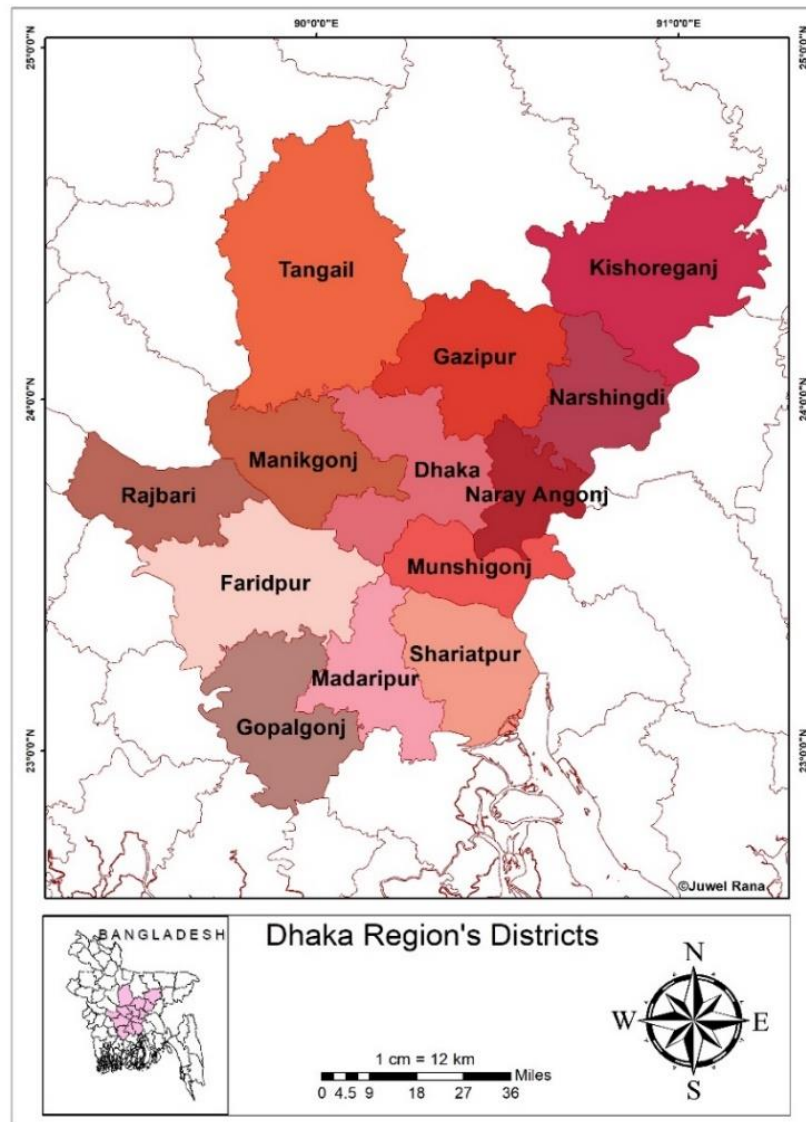 90°0'0"E 91°0'0"E
25°0'0"N 25°0'0"N
Tangail
Kishoreganj
Gazipur
24°0'0"N Narshingdi 24°0'0"N
Manikgonj
Dhaka
Rajbari
Naray Angonj
Munshigonj
Faridpur
Shariatpur
Madaripur
Gopalgonj
23°0'0"N 23°0'0"N
©Juwel Rana
BANGLADESH
Dhaka Region's Districts
N
W E
S
1 cm = 12 km
Miles
0 4.5 9 18 27 36